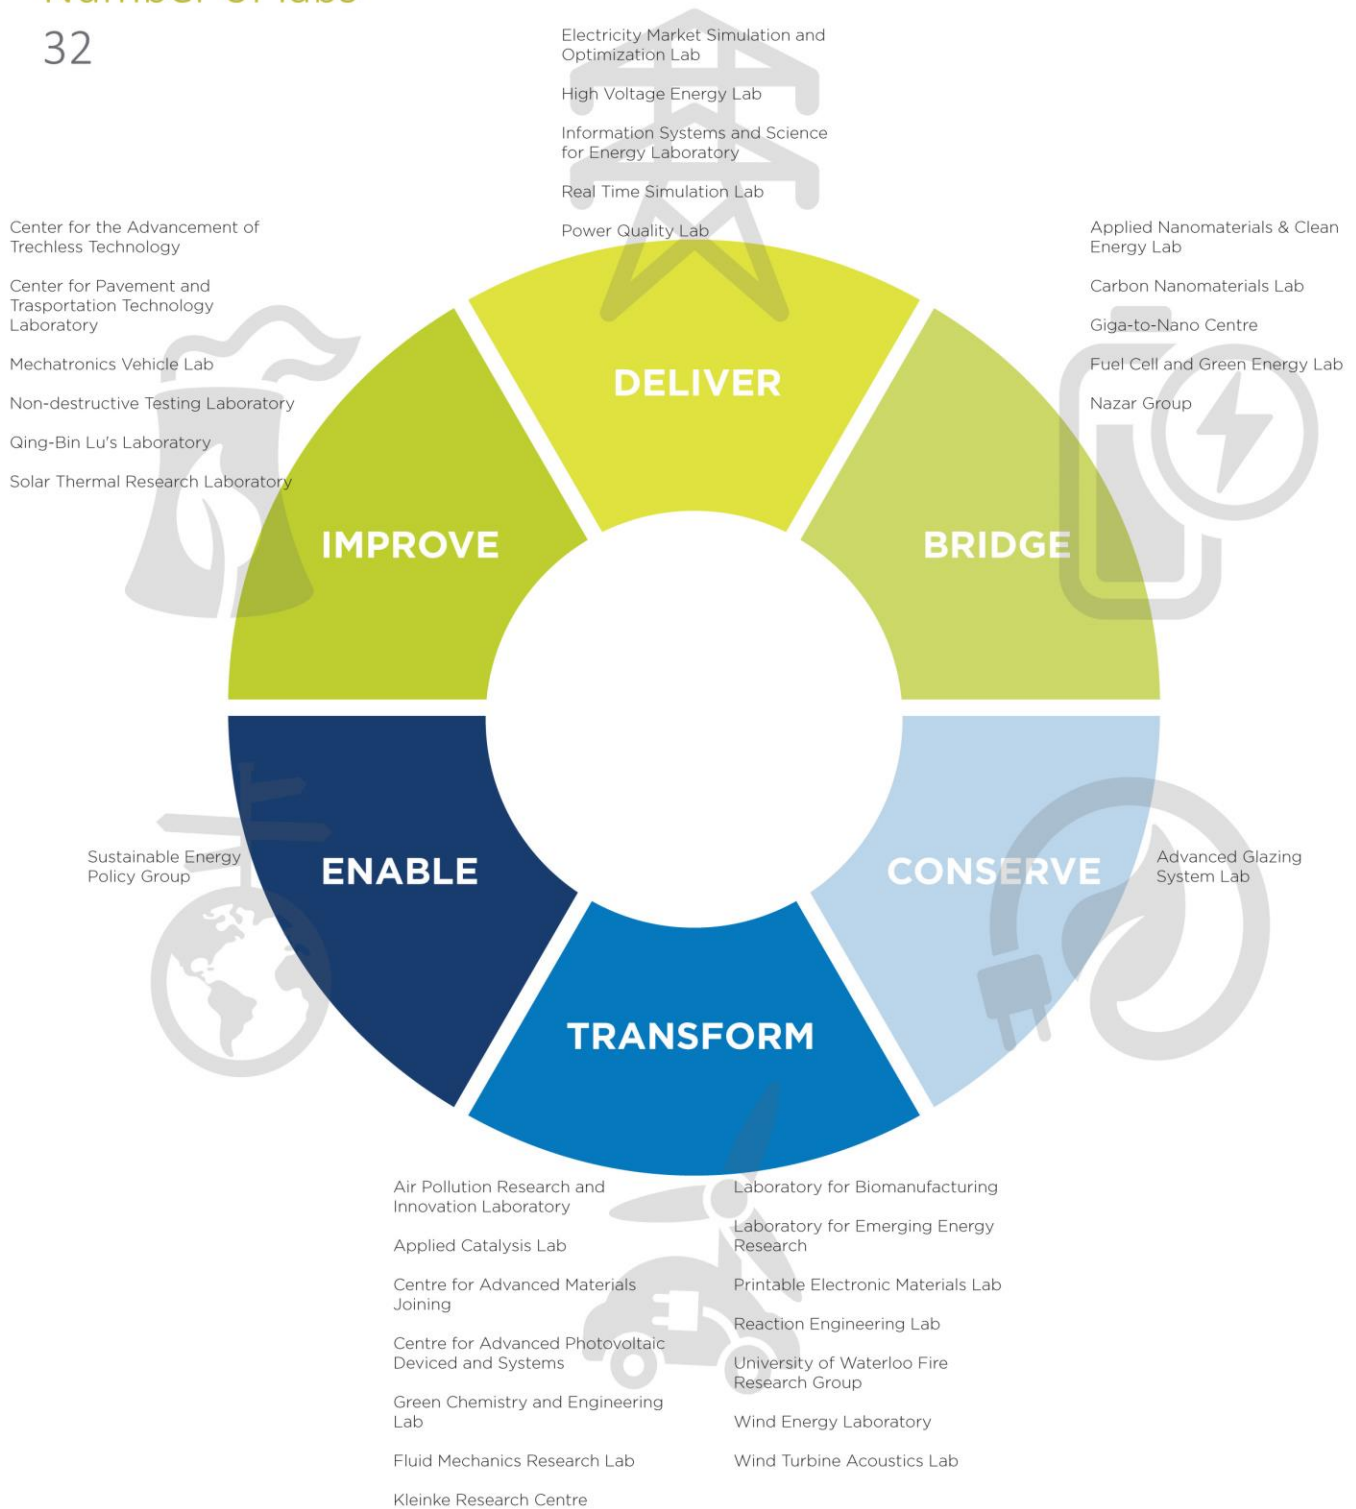 Number of labs
32
Electricity Market Simulation and
Optimization Lab
High Voltage Energy Lab
Information Systems and Science
for Energy Laboratory
Real Time Simulation Lab
Power Quality Lab
Center for the Advancement of
Trechless Technology
Center for Pavement and
Trasportation Technology
Laboratory
Mechatronics Vehicle Lab
Non-destructive Testing Laboratory
Qing-Bin Lu's Laboratory
Solar Thermal Research Laboratory
Applied Nanomaterials & Clean
Energy Lab
Carbon Nanomaterials Lab
Giga-to-Nano Centre
Fuel Cell and Green Energy Lab
Nazar Group
DELIVER
IMPROVE
BRIDGE
ENABLE
CONSERVE
TRANSFORM
Sustainable Energy
Policy Group
Advanced Glazing
System Lab
Air Pollution Research and
Innovation Laboratory
Applied Catalysis Lab
Centre for Advanced Materials
Joining
Centre for Advanced Photovoltaic
Deviced and Systems
Green Chemistry and Engineering
Lab
Fluid Mechanics Research Lab
Kleinke Research Centre
Laboratory for Biomanufacturing
Laboratory for Emerging Energy
Research
Printable Electronic Materials Lab
Reaction Engineering Lab
University of Waterloo Fire
Research Group
Wind Energy Laboratory
Wind Turbine Acoustics Lab